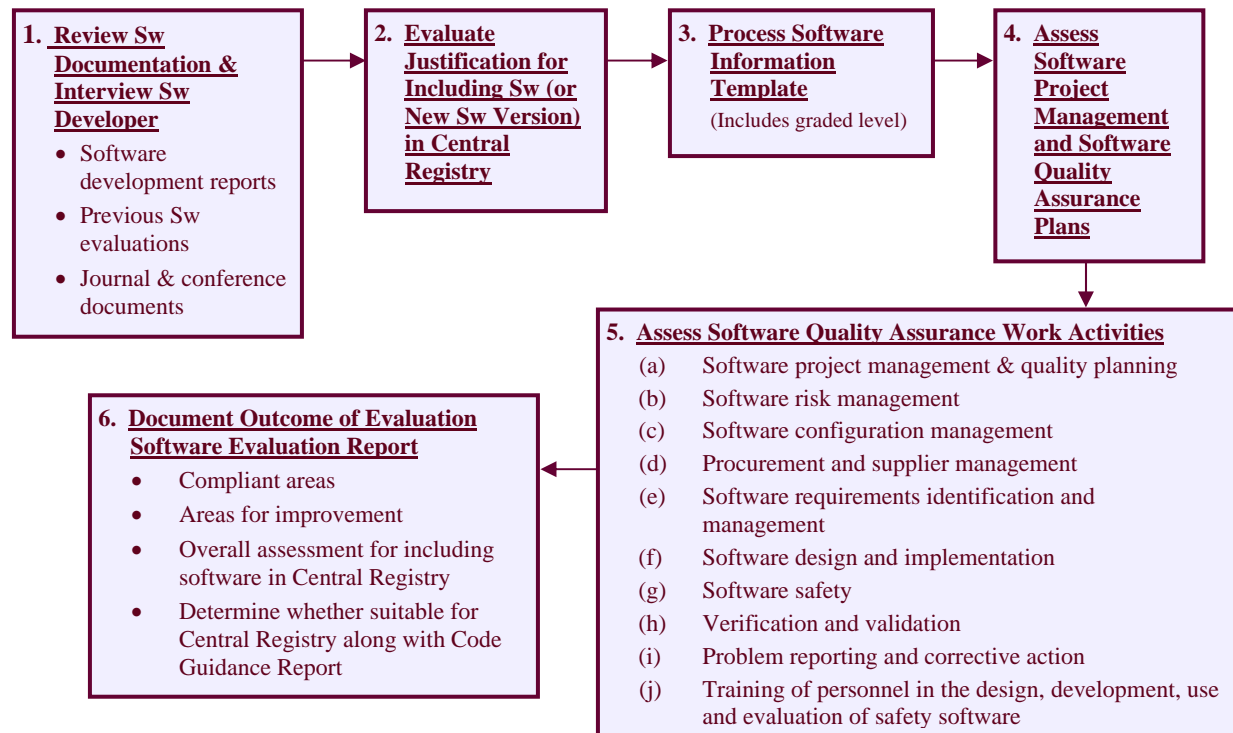 1. Review Sw
Documentation &
Interview Sw
Developer
• Software
development reports
• Previous Sw
evaluations
• Journal & conference
documents
2. Evaluate
Justification for
Including Sw (or
New Sw Version)
in Central
Registry
3. Process Software
Information
Template
(Includes graded level)
4. Assess
Software
Project
Management
and Software
Quality
Assurance
Plans
5. Assess Software Quality Assurance Work Activities
(a) Software project management & quality planning
(b) Software risk management
(c) Software configuration management
(d) Procurement and supplier management
(e) Software requirements identification and
management
(f) Software design and implementation
(g) Software safety
(h) Verification and validation
(i) Problem reporting and corrective action
(j) Training of personnel in the design, development, use
and evaluation of safety software
6. Document Outcome of Evaluation
Software Evaluation Report
• Compliant areas
• Areas for improvement
• Overall assessment for including
software in Central Registry
• Determine whether suitable for
Central Registry along with Code
Guidance Report